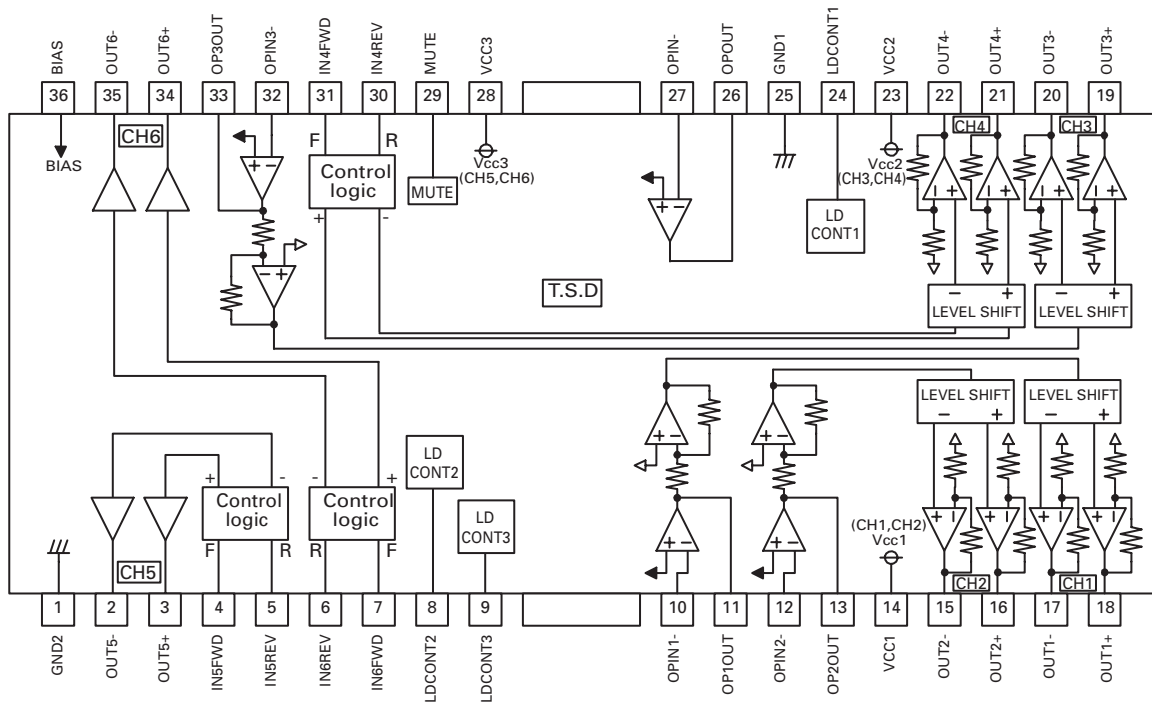 BIAS
OUT6-
OUT6+
OP3OUT
OPIN3-
IN4FWD
IN4REV
MUTE
VCC3
OPIN-
OPOUT
GND1
LDCONT1
VCC2
OUT4-
OUT4+
OUT3-
OUT3+
36 35 34 33 32 31 30 29 28 27 26 25 24 23 22 21 20 19
CH6
F R
CH4 CH3
BIAS
+ −
Control
logic
+ -
MUTE
Vcc3
(CH5,CH6)
+ −
LD
CONT1
Vcc2
(CH3,CH4)
− + − +
T.S.D
− + − +
LEVEL SHIFT LEVEL SHIFT
LEVEL SHIFT LEVEL SHIFT
− + − +
+ − + −
LD
CONT2
+ - - +
Control
logic
Control
logic
F R R F
LD
CONT3
+ − + −
(CH1,CH2)
Vcc1
+ − + − + − + −
CH5
CH2 CH1
1 2 3 4 5 6 7 8 9 10 11 12 13 14 15 16 17 18
GND2
OUT5-
OUT5+
IN5FWD
IN5REV
IN6REV
IN6FWD
LDCONT2
LDCONT3
OPIN1-
OP1OUT
OPIN2-
OP2OUT
VCC1
OUT2-
OUT2+
OUT1-
OUT1+